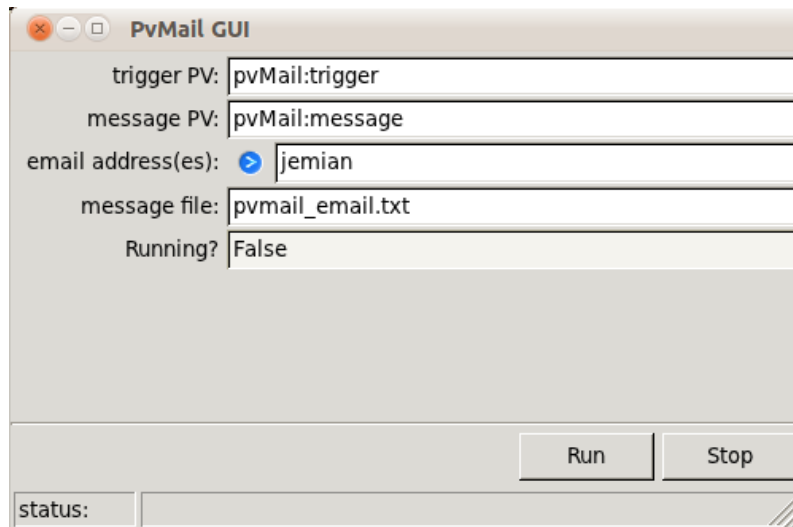 PvMail GUI
trigger PV: pvMail:trigger
message PV: pvMail:message
email address(es): jemian
message file: pvmail_email.txt
Running? False
Run Stop
status: